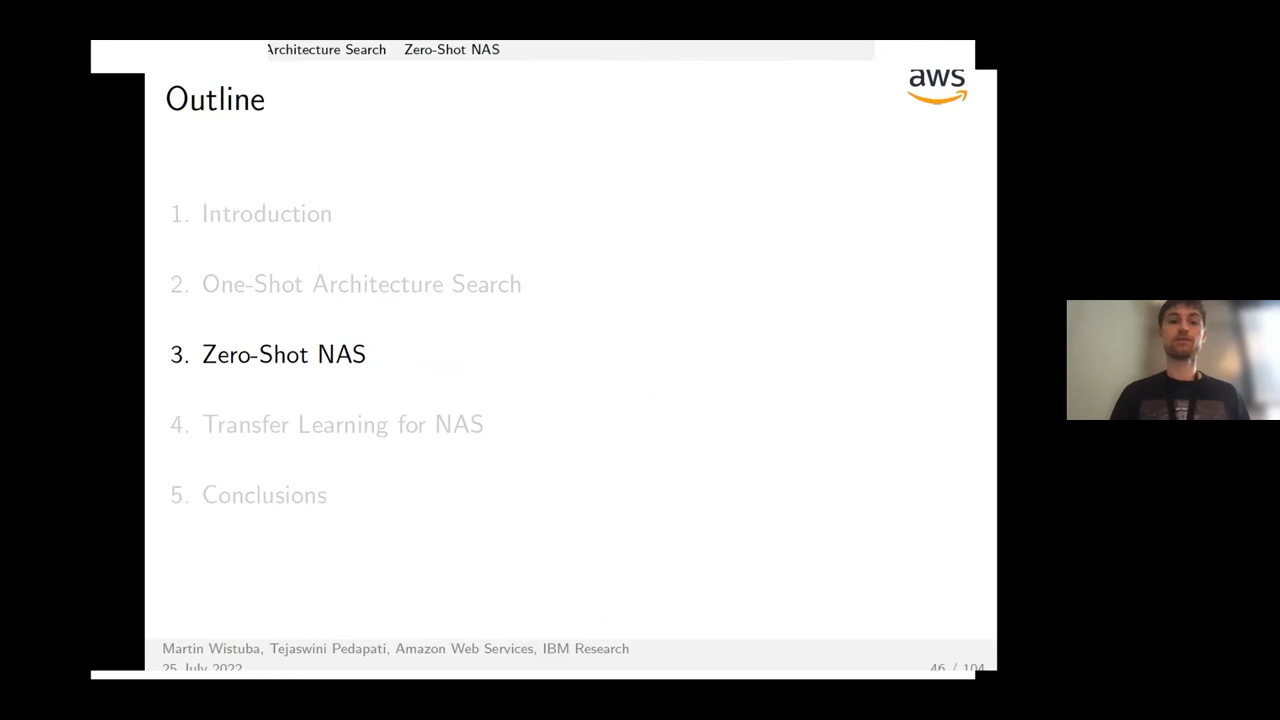 Architecture Search Zero-Shot NAS
aws
Outline
1. Introduction
2. One-Shot Architecture Search
3. Zero-Shot NAS
4. Transfer Learning for NAS
5. Conclusions
Martin Wistuba, Tejaswini Pedapati, Amazon Web Services, IBM Research
25 July 2022
46 / 104